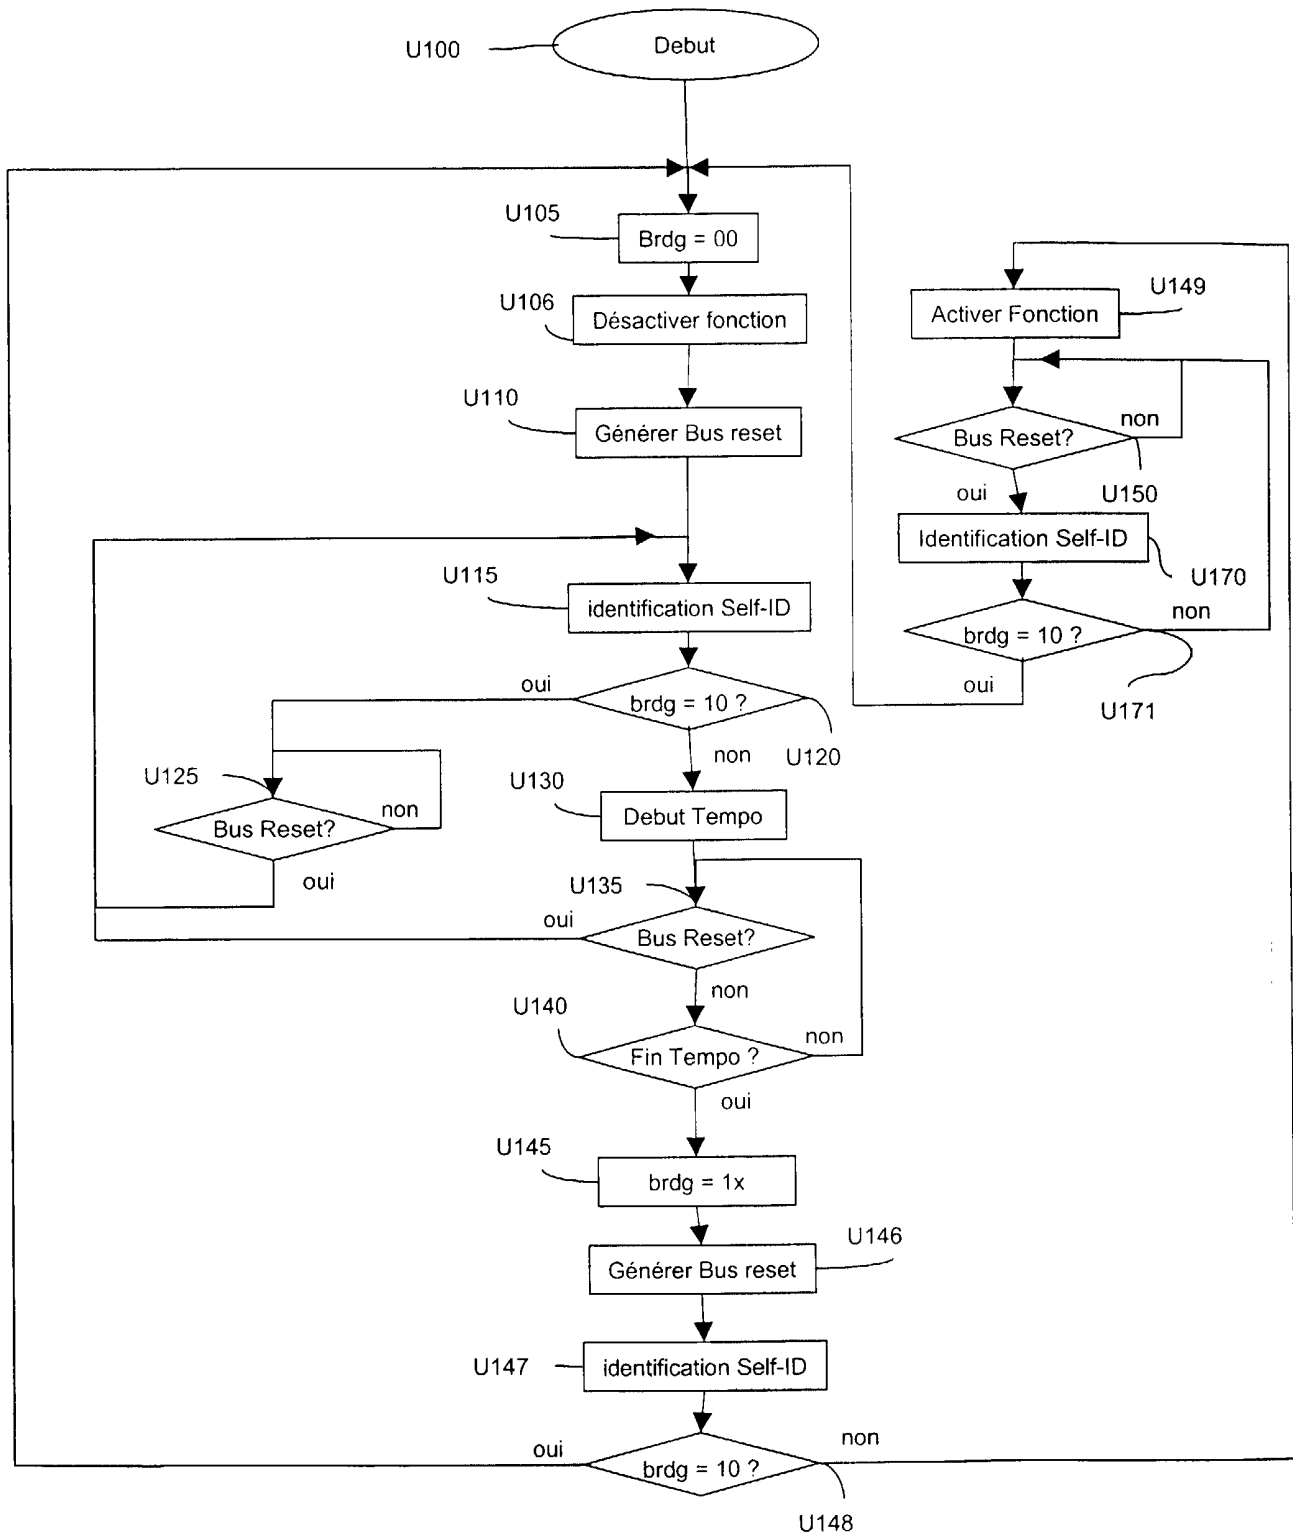 Debut
U100
U105
Brdg = 00
U106
Désactiver fonction
U110
Générer Bus reset
U115
identification Self-ID
oui
brdg = 10 ?
U120
non
U125
Bus Reset?
non
oui
U130
Debut Tempo
U135
oui
Bus Reset?
non
U140
Fin Tempo ?
non
oui
U145
brdg = 1x
U146
Générer Bus reset
U147
identification Self-ID
oui
brdg = 10 ?
non
U148
U149
Activer Fonction
Bus Reset?
non
U150
oui
Identification Self-ID
U170
brdg = 10 ?
non
oui
U171